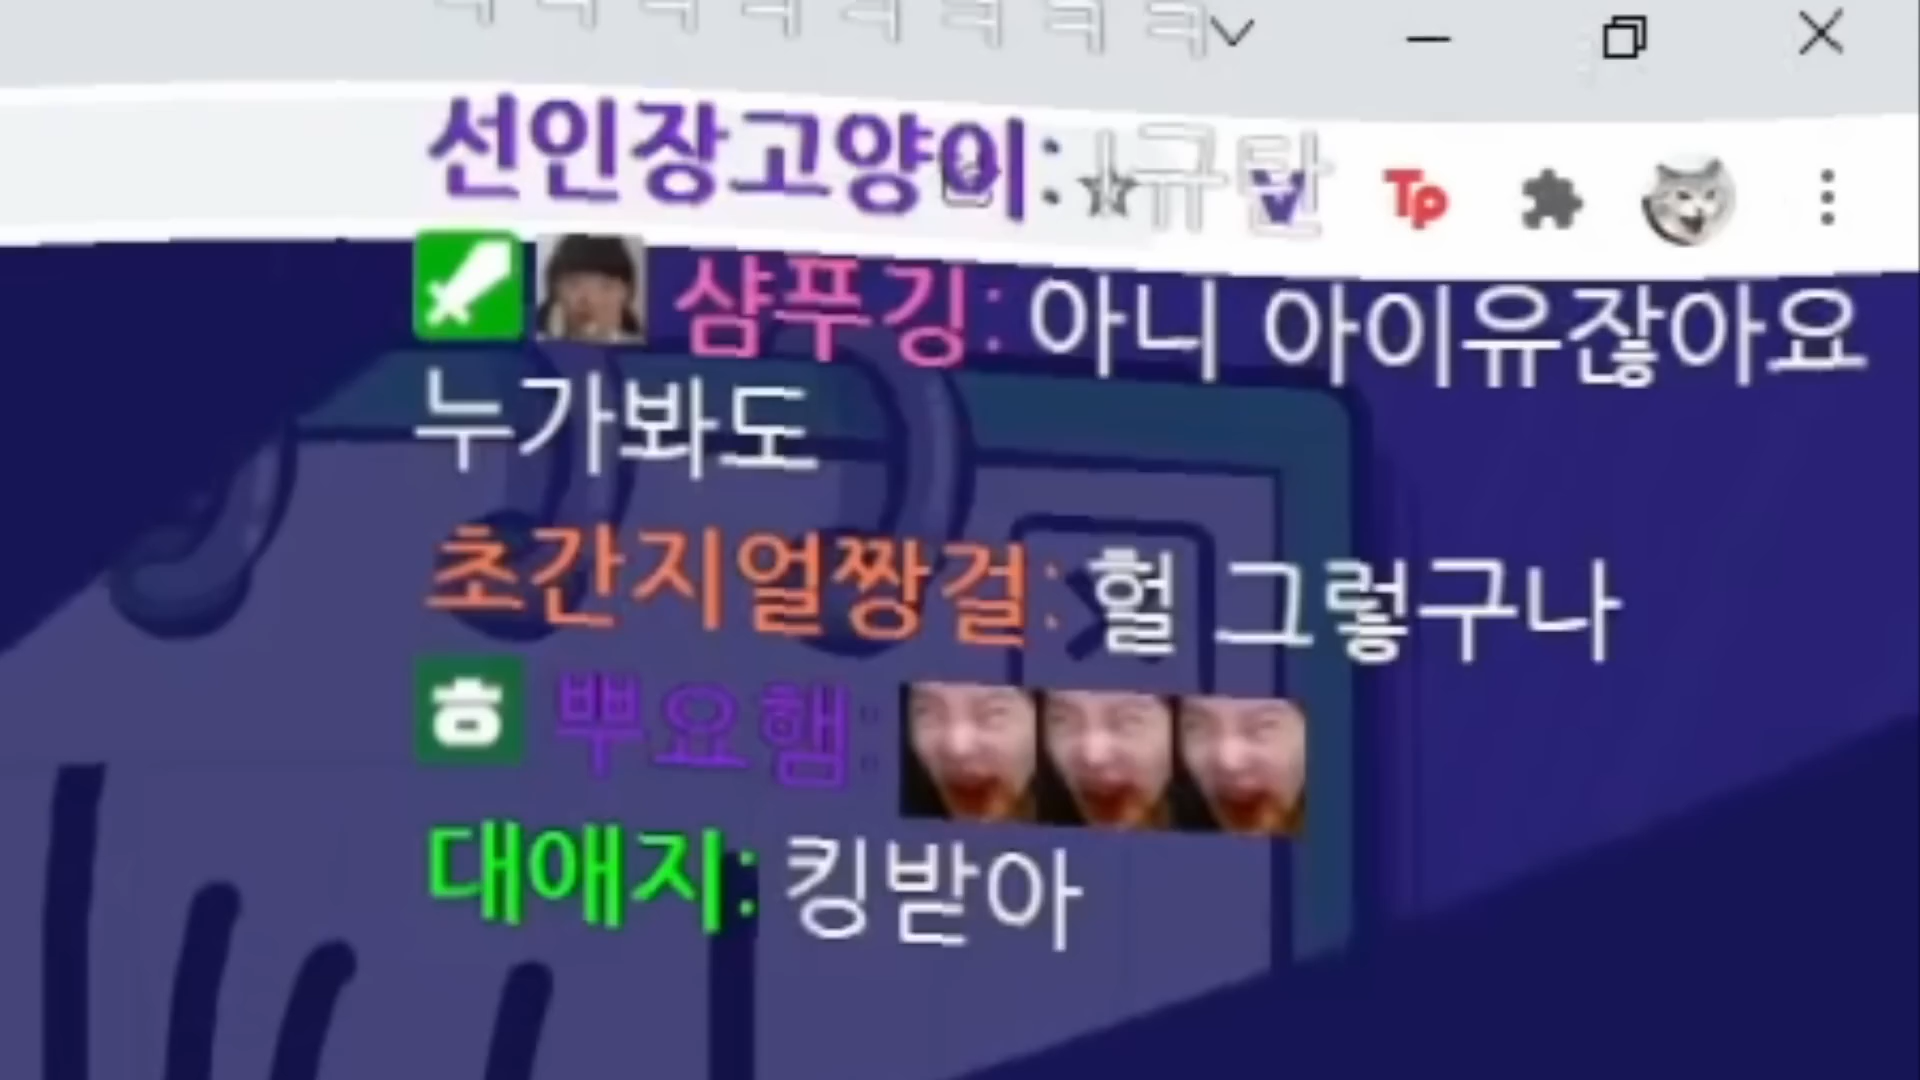 ㅋㅋㅋㅋㅋㅋㅋㅋ
선인장고양이:
Tp
샴푸깅: 아니 아이유잖아요
누가봐도
초간지얼짱걸: 헐 그렇구나
ㅎ 뿌요햄:
대애지: 킹받아